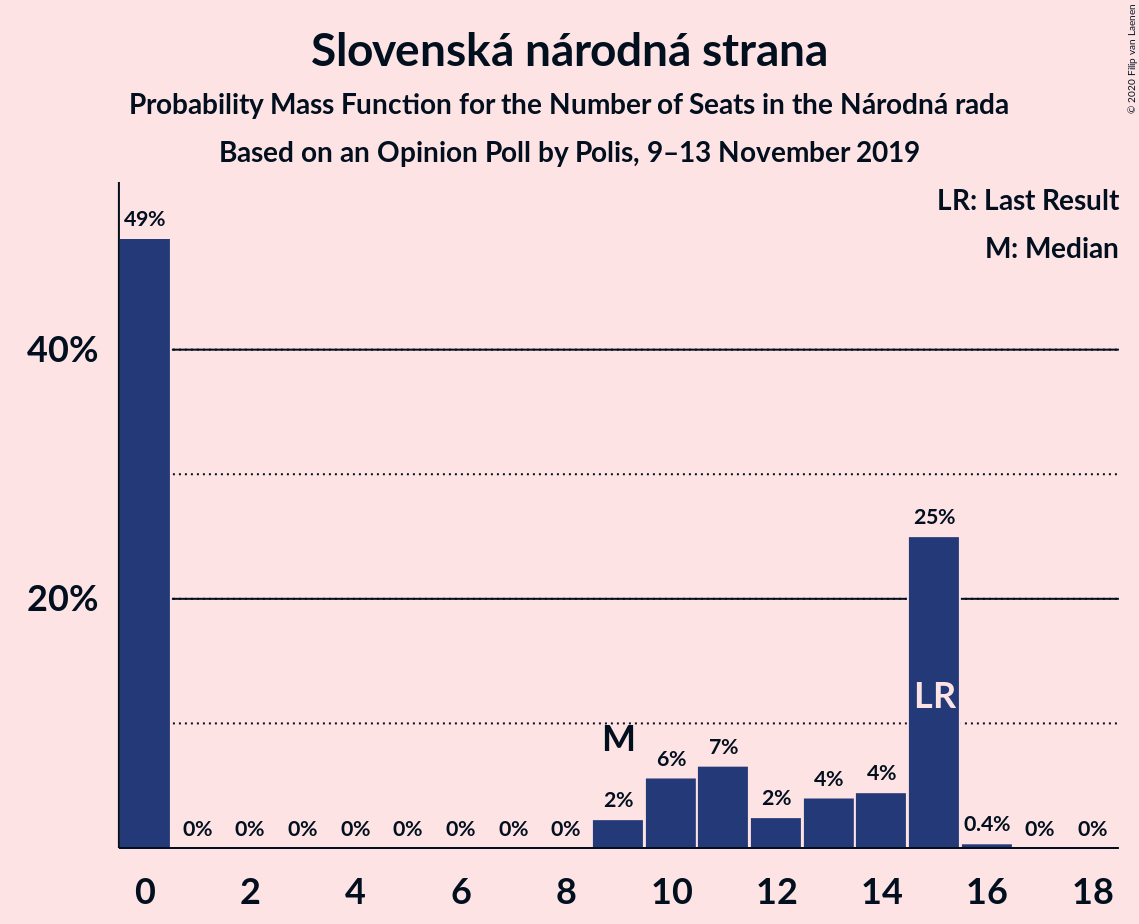 © 2020 Filip van Laenen
Slovenská národná strana
Probability Mass Function for the Number of Seats in the Národná rada
Based on an Opinion Poll by Polis, 9–13 November 2019
LR: Last Result
M: Median
49%
40%
25%
20%
LR
M
2%
6%
7%
2%
4%
4%
0% 0% 0% 0% 0% 0% 0% 0% 0.4% 0% 0%
0 2 4 6 8 10 12 14 16 18